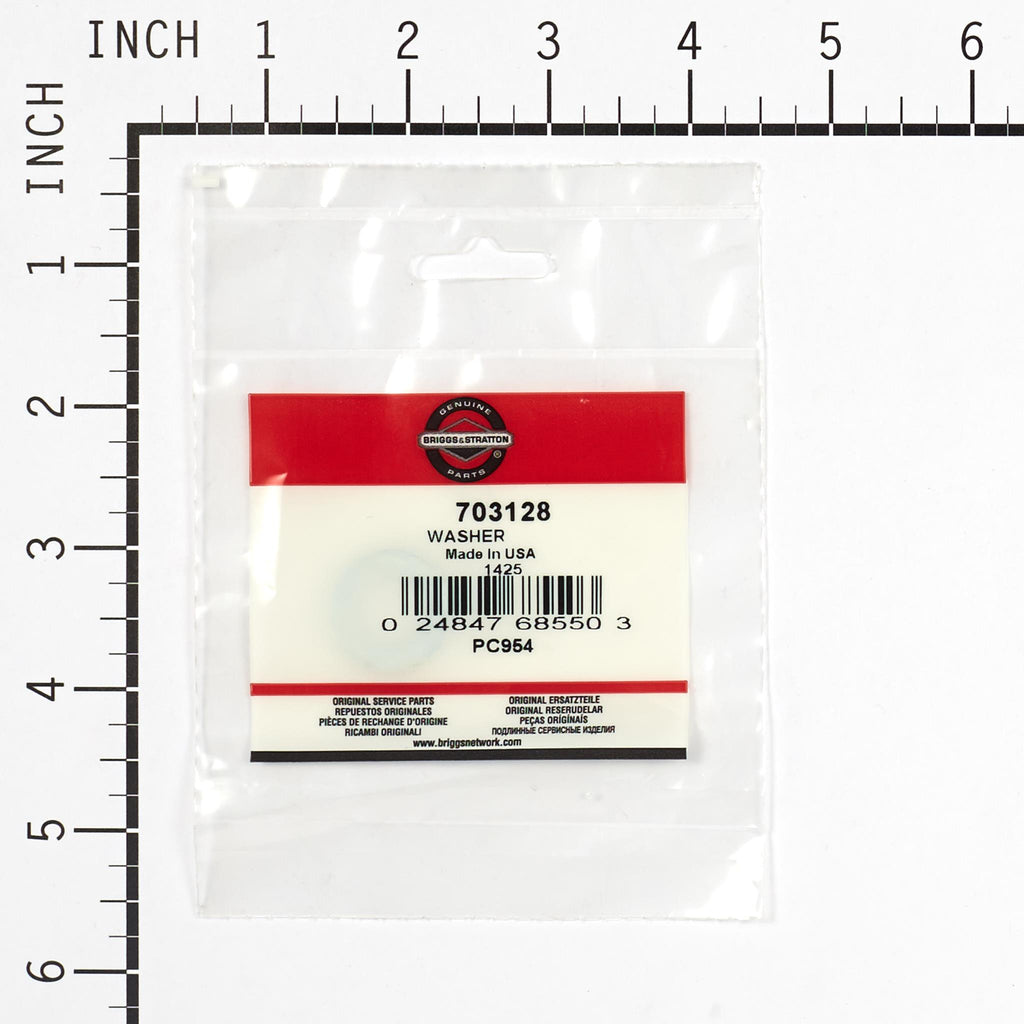 INCH 1 2 3 4 5 6
INCH
1
2
3
4
5
6
GENUINE
BRIGGS&STRATTON
®
PARTS
703128
WASHER
Made In USA
1425
0 24847 68550 3
PC954
ORIGINAL SERVICE PARTS
REPUESTOS ORIGINALES
PIÈCES DE RECHANGE D'ORIGINE
RICAMBI ORIGINALI
ORIGINAL ERSATZTEILE
ORIGINAL RESERUDELAR
PEÇAS ORIGÍNAIS
ПОДЛИННЫЕ СЕРВИСНЫЕ ИЗДЕЛИЯ
www.briggsnetwork.com